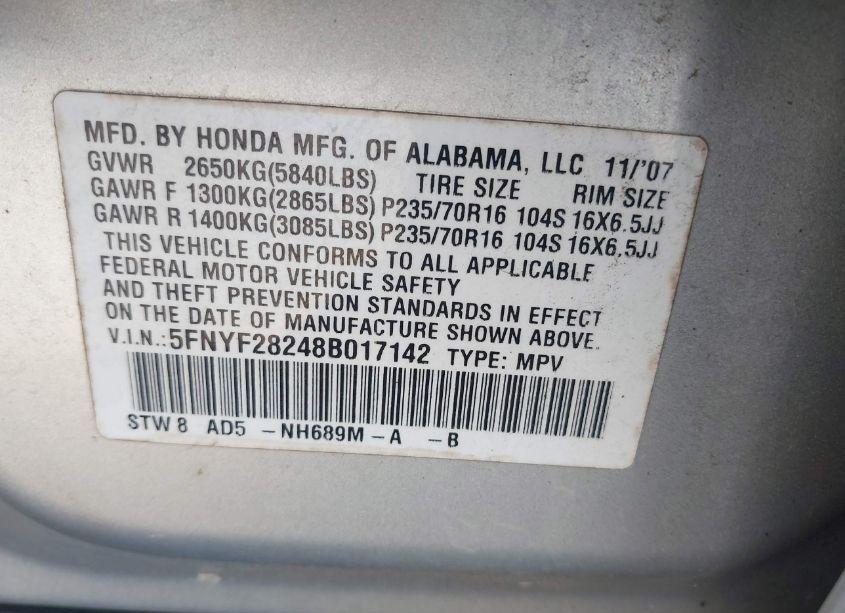 MFD. BY HONDA MFG. OF ALABAMA, LLC 11/'07
GVWR 2650KG(5840LBS) TIRE SIZE RIM SIZE
GAWR F 1300KG(2865LBS) P235/70R16 104S 16X6.5JJ
GAWR R 1400KG(3085LBS) P235/70R16 104S 16X6.5JJ
THIS VEHICLE CONFORMS TO ALL APPLICABLE
FEDERAL MOTOR VEHICLE SAFETY
AND THEFT PREVENTION STANDARDS IN EFFECT
ON THE DATE OF MANUFACTURE SHOWN ABOVE.
V.I.N.: 5FNYF28248B017142 TYPE: MPV
STW 8 AD5 -NH689M-A -B